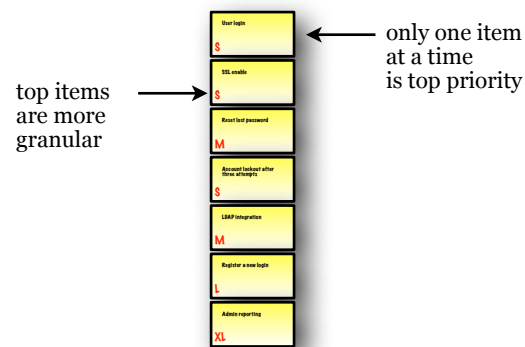 User login
S
only one item
at a time
is top priority
SSL enable
S
top items
are more
granular
Reset lost password
M
Account lockout after
three attempts
S
LDAP integration
M
Register a new login
L
Admin reporting
XL